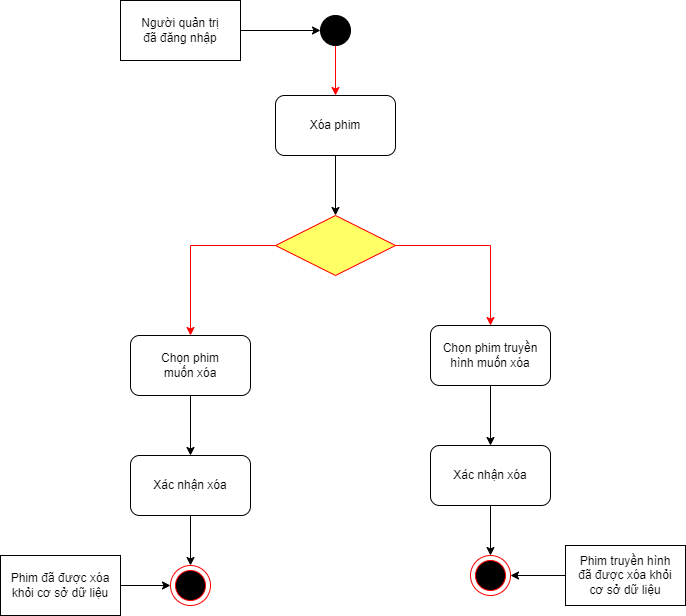 Người quản trị
đã đăng nhập
Xóa phim
Chọn phim
muốn xóa
Chọn phim truyền
hình muốn xóa
Xác nhận xóa
Xác nhận xóa
Phim đã được xóa
khỏi cơ sở dữ liệu
Phim truyền hình
đã được xóa khỏi
cơ sở dữ liệu